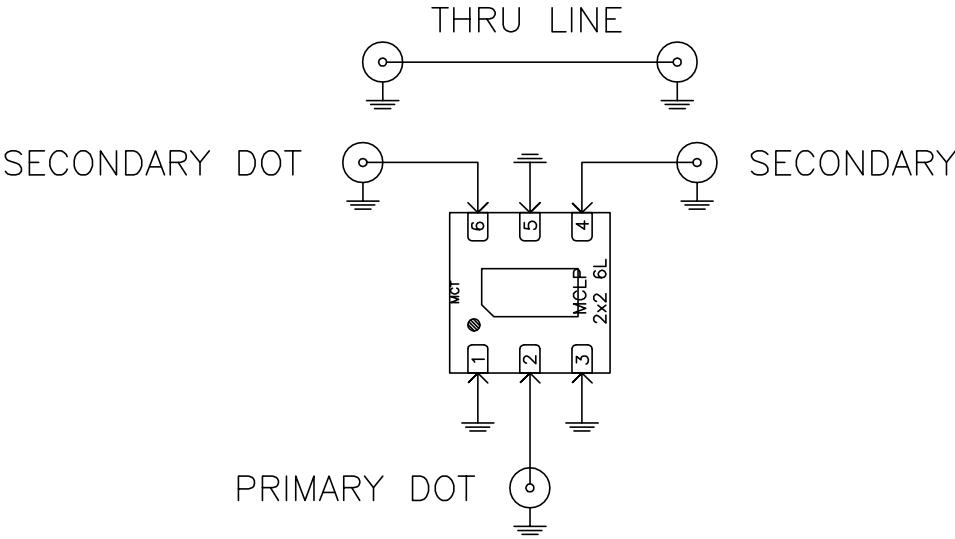 THRU LINE
SECONDARY DOT
SECONDARY
6
5
4
MCT
MCLP
2x2 6L
1
2
3
PRIMARY DOT